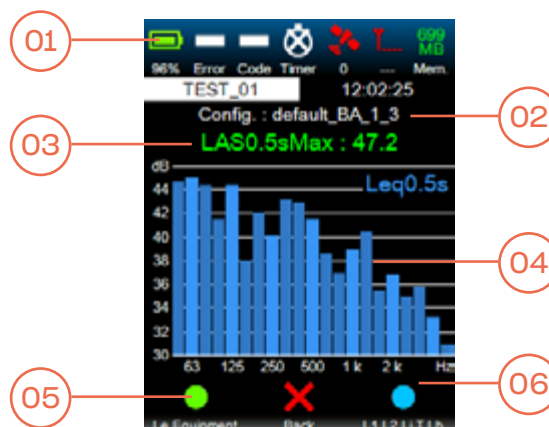 01
699
MB
96% Error Code Timer 0 --- Mem.
TEST_01 12:02:25
Config. : default_BA_1_3
02
03
LAS0.5sMax : 47.2
dB
Leq0.5s
44
42
40
38
36
34
32
30
04
63 125 250 500 1 k 2 k Hz
05
06
Back